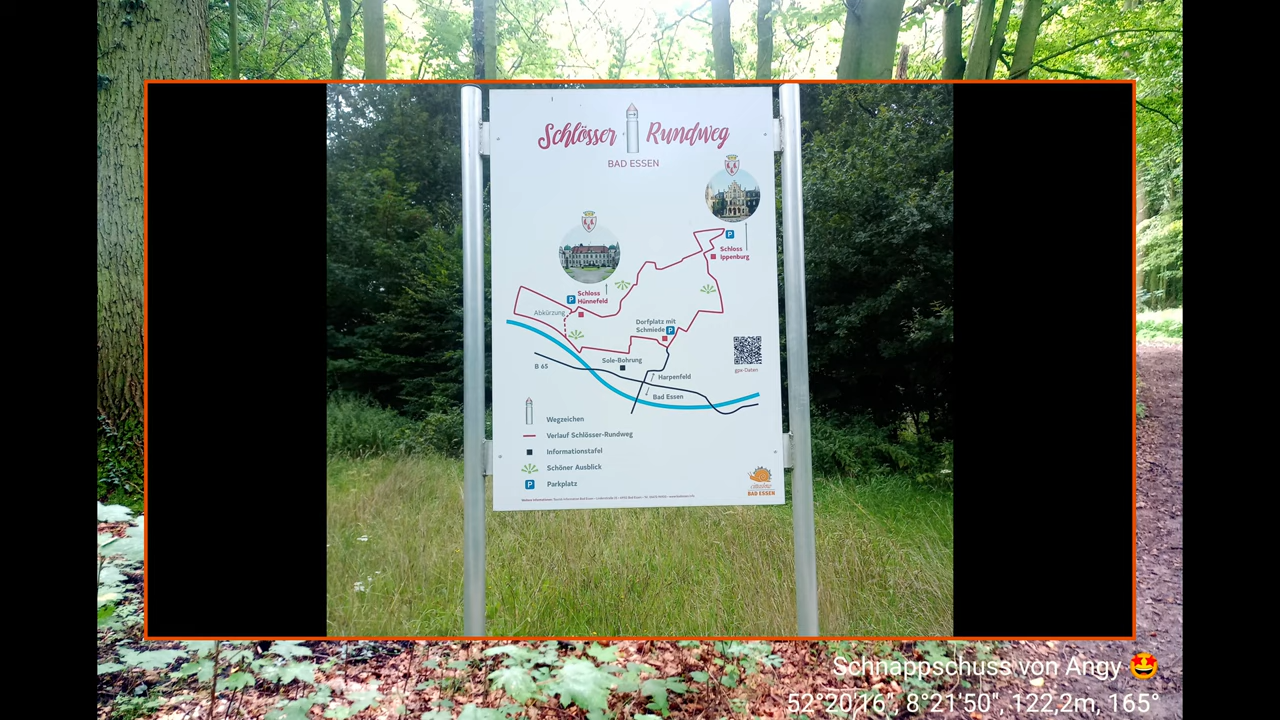 Schlösser Rundweg
BAD ESSEN
P
Schloss
Ippenburg
P
Schloss
Hünnefeld
Abkürzung
Dorfplatz mit
Schmiede P
Sole-Bohrung
B 65
gpx-Daten
Harpenfeld
Bad Essen
Wegzeichen
Verlauf Schlösser-Rundweg
Informationstafel
Schöner Ausblick
P Parkplatz
BAD ESSEN
Schnappschuss von Angy 🤩
52°20'16", 8°21'50", 122,2m, 165°